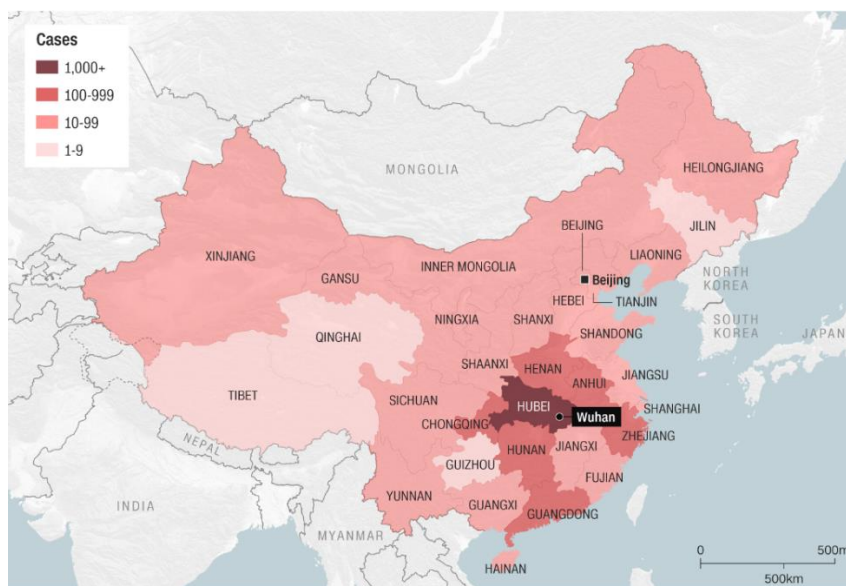 Cases
1,000+
100-999
10-99
1-9
MONGOLIA
HEILONGJIANG
JILIN
BEIJING
XINJIANG
LIAONING
INNER MONGOLIA
GANSU
Beijing
NORTH
KOREA
HEBEI
TIANJIN
NINGXIA
SHANXI
SOUTH
KOREA
JAPAN
QINGHAI
SHANDONG
SHAANXI
HENAN
JIANGSU
ANHUI
TIBET
SICHUAN
HUBEI
SHANGHAI
Wuhan
CHONGQING
ZHEJIANG
NEPAL
HUNAN
JIANGXI
GUIZHOU
FUJIAN
YUNNAN
GUANGXI
INDIA
GUANGDONG
MYANMAR
HAINAN
0
500m
500km